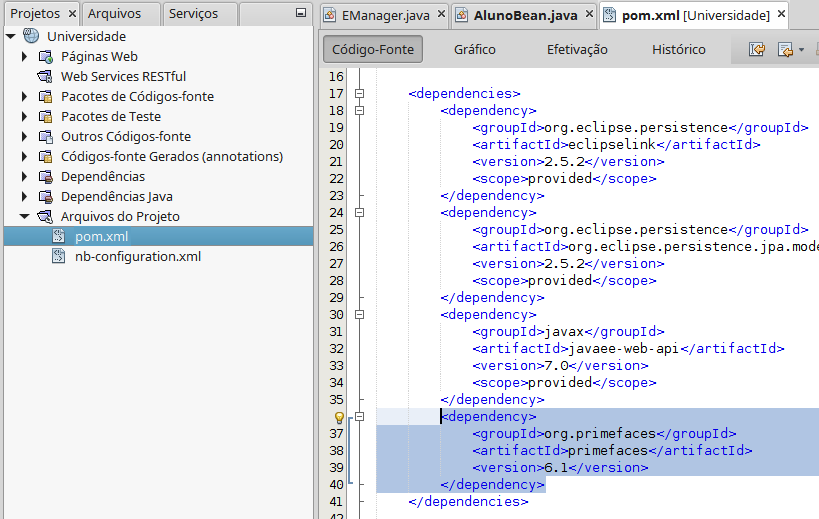 Projetos × Arquivos Serviços
Universidade
Páginas Web
Web Services RESTful
Pacotes de Códigos-fonte
Pacotes de Teste
Outros Códigos-fonte
Códigos-fonte Gerados (annotations)
Dependências
Dependências Java
Arquivos do Projeto
pom.xml
nb-configuration.xml
EManager.java × AlunoBean.java × pom.xml [Universidade] ×
Código-Fonte Gráfico Efetivação Histórico
16
17 <dependencies>
18 <dependency>
19 <groupId>org.eclipse.persistence</groupId>
20 <artifactId>eclipselink</artifactId>
21 <version>2.5.2</version>
22 <scope>provided</scope>
23 </dependency>
24 <dependency>
25 <groupId>org.eclipse.persistence</groupId>
26 <artifactId>org.eclipse.persistence.jpa.mode
27 <version>2.5.2</version>
28 <scope>provided</scope>
29 </dependency>
30 <dependency>
31 <groupId>javax</groupId>
32 <artifactId>javaee-web-api</artifactId>
33 <version>7.0</version>
34 <scope>provided</scope>
35 </dependency>
<dependency>
37 <groupId>org.primefaces</groupId>
38 <artifactId>primefaces</artifactId>
39 <version>6.1</version>
40 </dependency>
41 </dependencies>
42